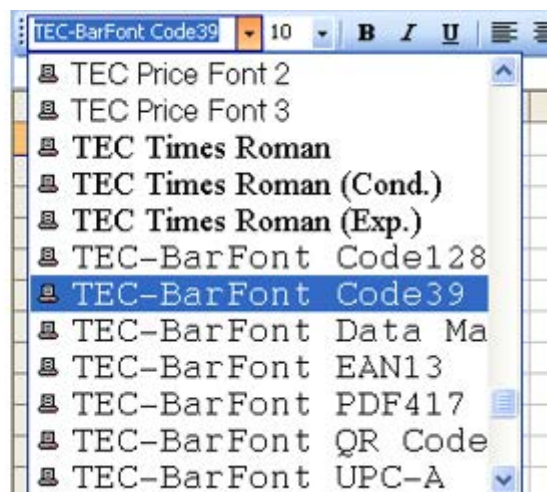 TEC-BarFont Code39 10 B I U
TEC Price Font 2
TEC Price Font 3
TEC Times Roman
TEC Times Roman (Cond.)
TEC Times Roman (Exp.)
TEC-BarFont Code128
TEC-BarFont Code39
TEC-BarFont Data Ma
TEC-BarFont EAN13
TEC-BarFont PDF417
TEC-BarFont QR Code
TEC-BarFont UPC-A